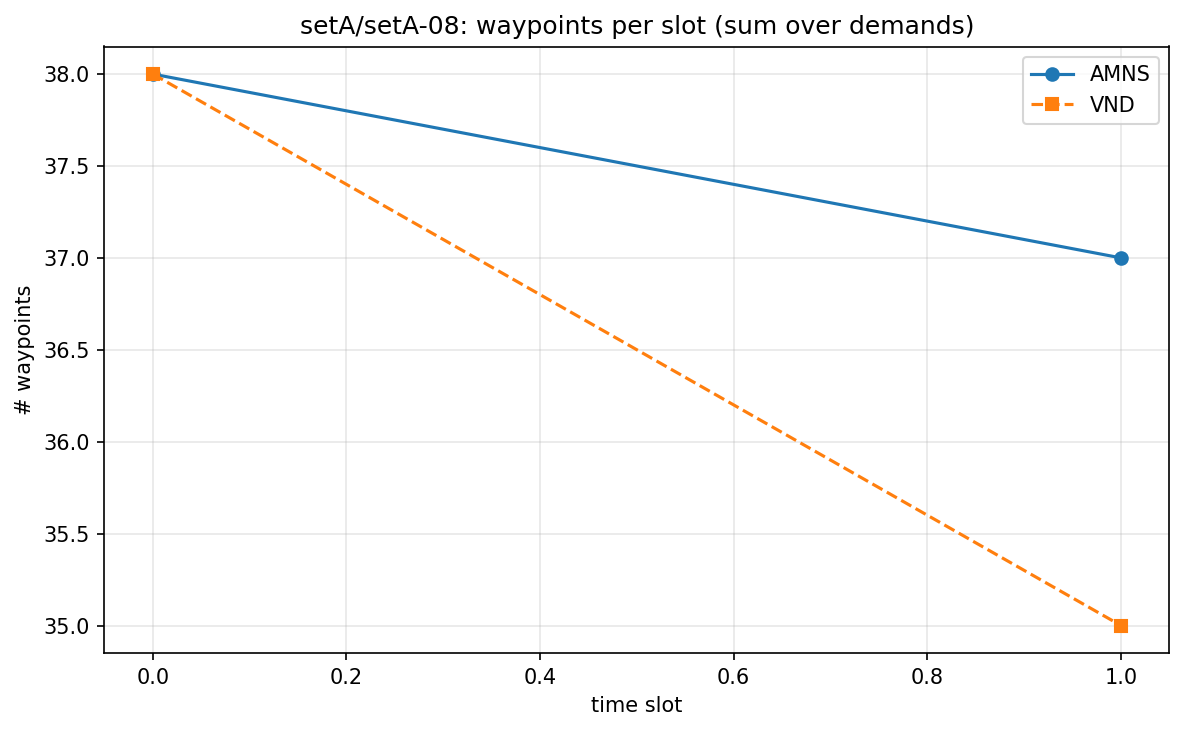 setA/setA-08: waypoints per slot (sum over demands)
AMNS
VND
# waypoints
38.0
37.5
37.0
36.5
36.0
35.5
35.0
0.0 0.2 0.4 0.6 0.8 1.0
time slot